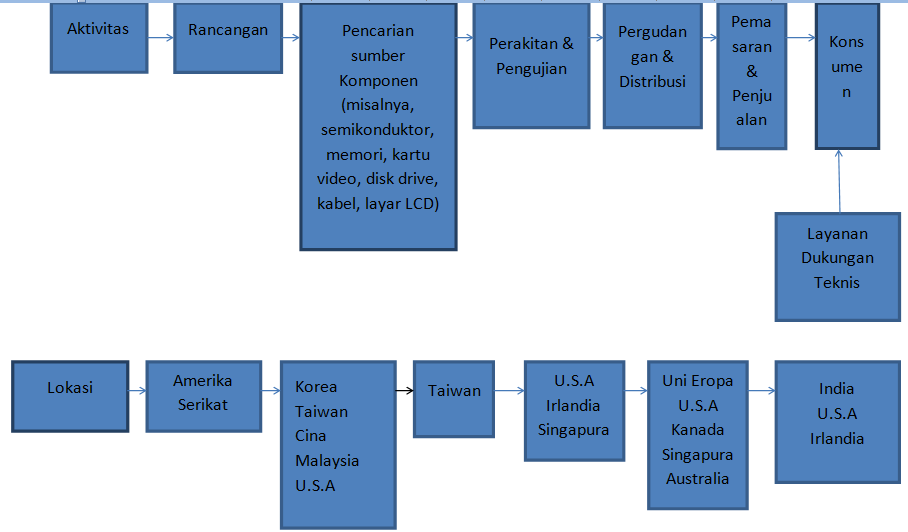 Aktivitas
Rancangan
Pencarian
sumber
Komponen
(misalnya,
semikonduktor,
memori, kartu
video, disk drive,
kabel, layar LCD)
Perakitan &
Pengujian
Pergudan
gan &
Distribusi
Pema
saran
&
Penju
alan
Kons
ume
n
Layanan
Dukungan
Teknis
Lokasi
Amerika
Serikat
Korea
Taiwan
Cina
Malaysia
U.S.A
Taiwan
U.S.A
Irlandia
Singapura
Uni Eropa
U.S.A
Kanada
Singapura
Australia
India
U.S.A
Irlandia